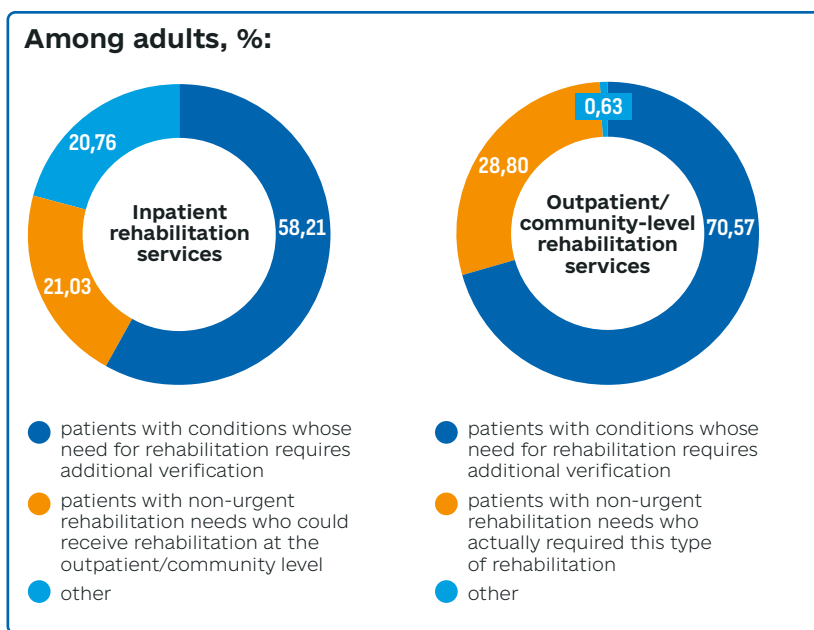 Among adults, %:
20,76
58,21
21,03
Inpatient
rehabilitation
services
0,63
28,80
70,57
Outpatient/
community-level
rehabilitation
services
patients with conditions whose
need for rehabilitation requires
additional verification
patients with non-urgent
rehabilitation needs who could
receive rehabilitation at the
outpatient/community level
other
patients with conditions whose
need for rehabilitation requires
additional verification
patients with non-urgent
rehabilitation needs who
actually required this type
of rehabilitation
other